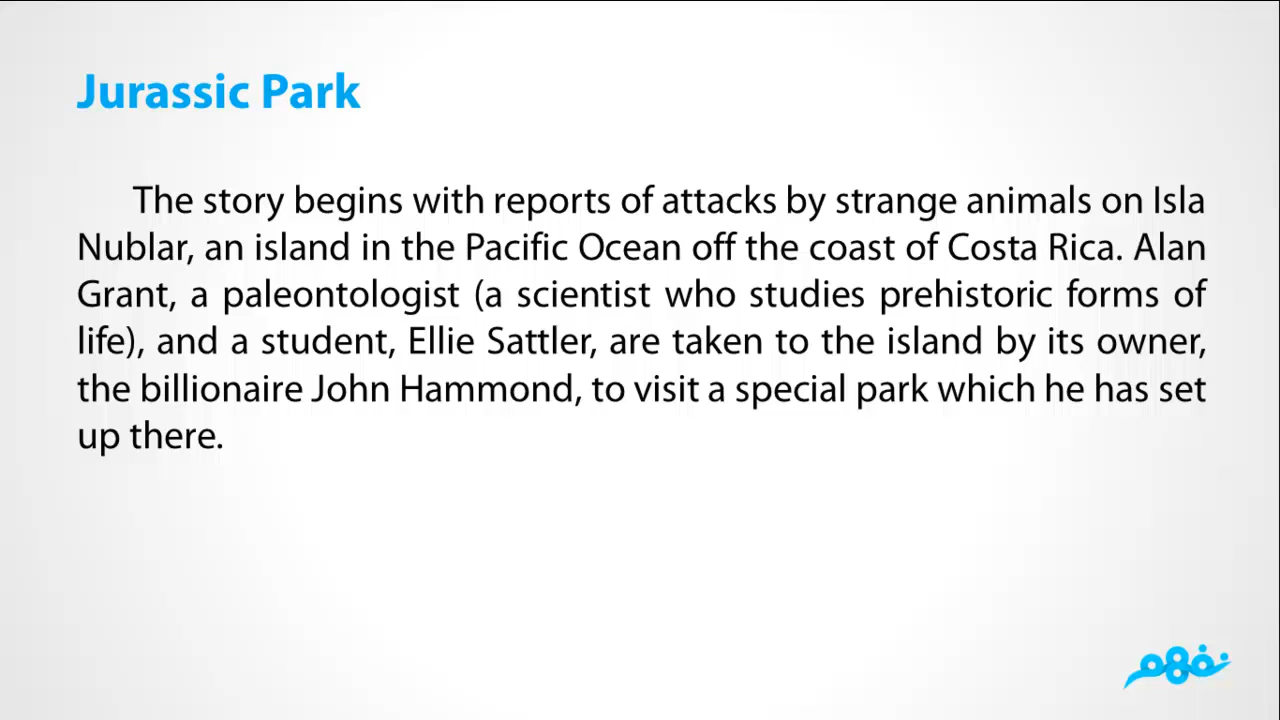 Jurassic Park
The story begins with reports of attacks by strange animals on Isla
Nublar, an island in the Pacific Ocean off the coast of Costa Rica. Alan
Grant, a paleontologist (a scientist who studies prehistoric forms of
life), and a student, Ellie Sattler, are taken to the island by its owner,
the billionaire John Hammond, to visit a special park which he has set
up there.
نفهم